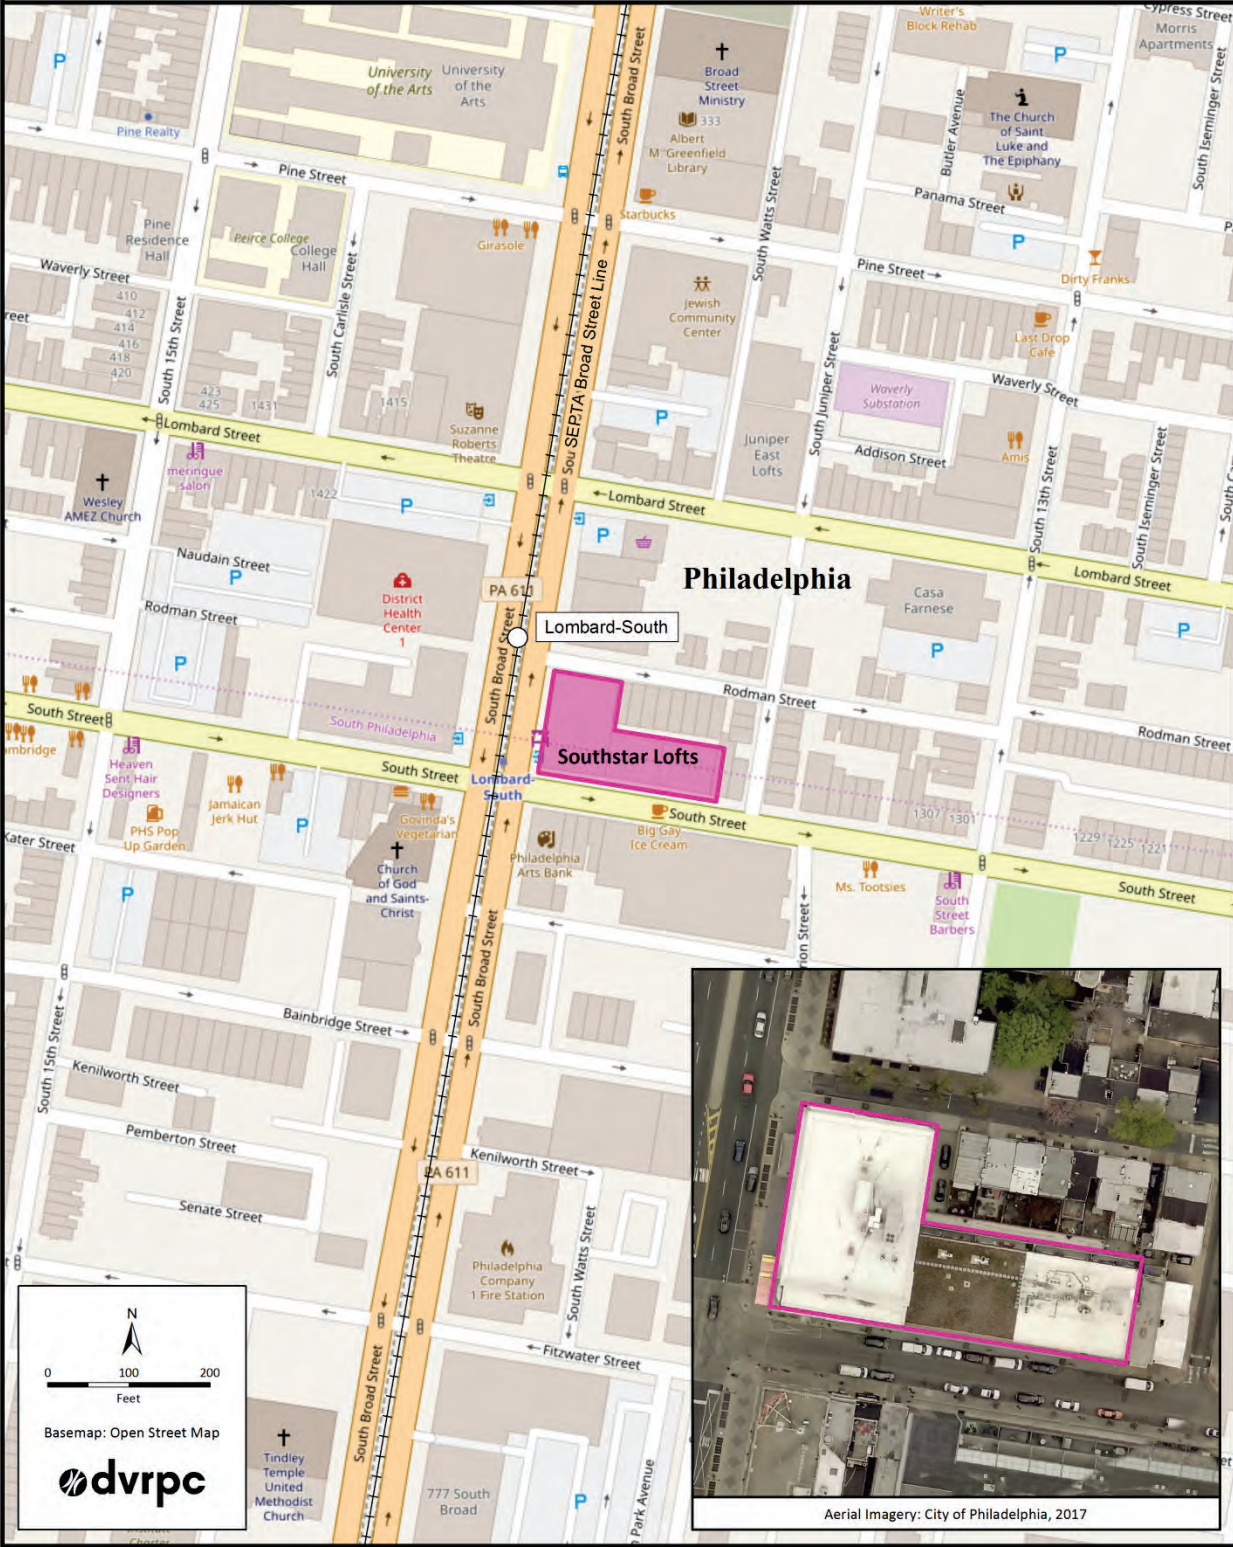 Cypress Street
Writer's
Block Rehab
Morris
Apartments
P
P
University
of the Arts
University
of the
Arts
South Broad Street
Broad
Street
Ministry
333
Albert
M. Greenfield
Library
Butler Avenue
The Church
of Saint
Luke and
The Epiphany
South Iseminger Street
Pine Realty
Pine Street
Starbucks
South Watts Street
Panama Street
P
Pine
Residence
Hall
Peirce College
College
Hall
Girasole
Waverly Street
South Carlisle Street
Jewish
Community
Center
Pine Street
Dirty Franks
410
412
414
416
418
420
South 15th Street
Last Drop
Cafe
SEPTA Broad Street Line
South Juniper Street
Waverly
Substation
Waverly Street
423
425
1431
1415
P
Suzanne
Roberts
Theatre
Juniper
East
Lofts
Addison Street
Amis
South 13th Street
South Iseminger Street
Lombard Street
meringue
salon
Wesley
AMEZ Church
1422
P
Lombard Street
P
Naudain Street
P
District
Health
Center
1
PA 611
Philadelphia
Casa
Farnese
Lombard Street
Rodman Street
Lombard-South
P
P
P
South Broad Street
Rodman Street
South Street
South Philadelphia
Southstar Lofts
Rodman Street
ambridge
Heaven
Sent Hair
Designers
South Street
Lombard-
South
Jamaican
Jerk Hut
PHS Pop
Up Garden
P
Govinda's
Vegetarian
Big Gay
Ice Cream
South Street
1307
1301
1229
1225
1221
Kater Street
Church
of God
and Saints-
Christ
Philadelphia
Arts Bank
Ms. Tootsies
South
Street
Barbers
South Street
P
South Broad Street
rion Street
Bainbridge Street
South 15th Street
Kenilworth Street
Pemberton Street
Kenilworth Street
PA 611
Senate Street
Philadelphia
Company
1 Fire Station
South Watts Street
Fitzwater Street
N
0
100
200
Feet
Basemap: Open Street Map
dvrpc
South Broad Street
Tindley
Temple
United
Methodist
Church
777 South
Broad
P
Park Avenue
Aerial Imagery: City of Philadelphia, 2017